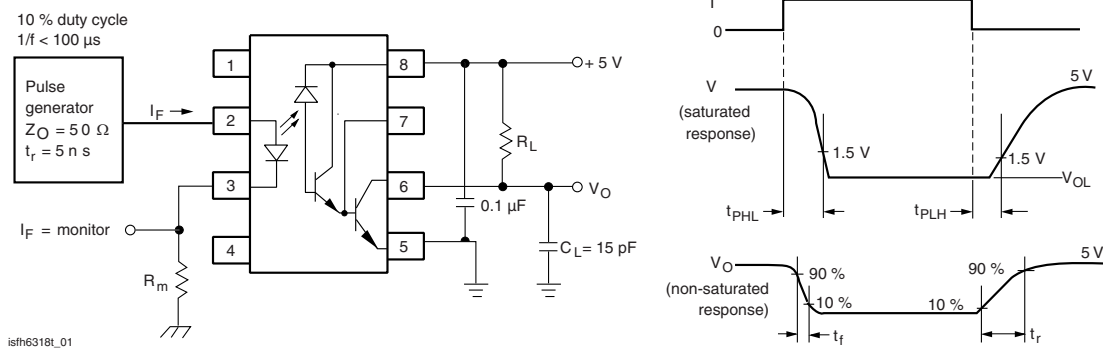 10 % duty cycle
1/f < 100 µs
Pulse
generator
Z_O = 50 Ω
t_r = 5 n s
I_F
1
2
3
4
8
7
6
5
+ 5 V
R_L
V_O
0.1 µF
C_L = 15 pF
I_F = monitor
R_m
isfh6318t_01
0
V
(saturated
response)
5 V
1.5 V
1.5 V
V_OL
t_PHL
t_PLH
V_O
(non-saturated
response)
90 %
10 %
10 %
90 %
5 V
t_f
t_r